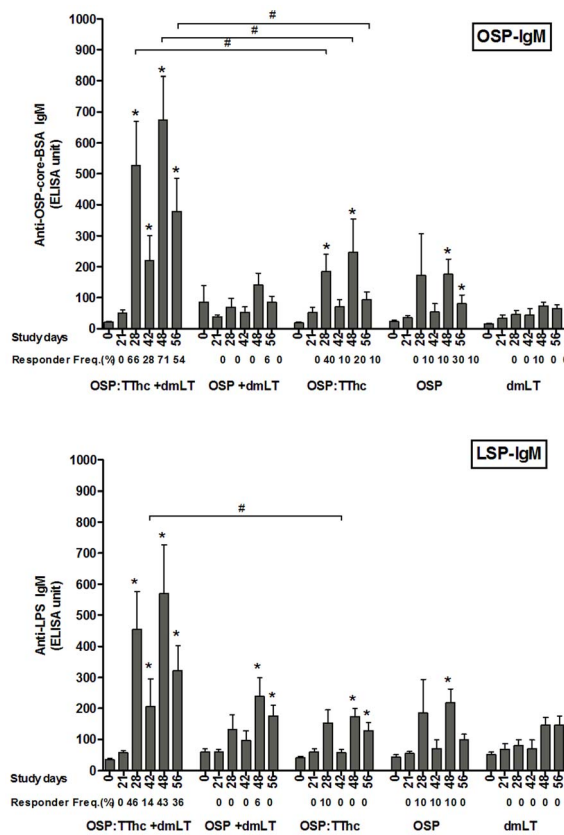 OSP-IgM
#
#
#
Anti-OSP-core-BSA IgM
(ELISA unit)
1000
900
800
700
600
500
400
300
200
100
0
* * * *
* *
* *
Study days 0 21 28 42 48 56 0 21 28 42 48 56 0 21 28 42 48 56 0 21 28 42 48 56 0 21 28 42 48 56
Responder Freq.(%) 0 66 28 71 54 0 0 0 6 0 0 40 10 20 10 0 10 10 30 10 0 0 10 0 0
OSP:TThc +dmLT OSP +dmLT OSP:TThc OSP dmLT
LSP-IgM
#
Anti-LPS IgM
(ELISA unit)
1000
900
800
700
600
500
400
300
200
100
0
* * * *
* *
* *
*
Study days 0 21 28 42 48 56 0 21 28 42 48 56 0 21 28 42 48 56 0 21 28 42 48 56 0 21 28 42 48 56
Responder Freq.(%) 0 46 14 43 36 0 0 0 6 0 0 10 0 0 0 0 10 10 10 0 0 0 0 0 0
OSP:TThc +dmLT OSP +dmLT OSP:TThc OSP dmLT